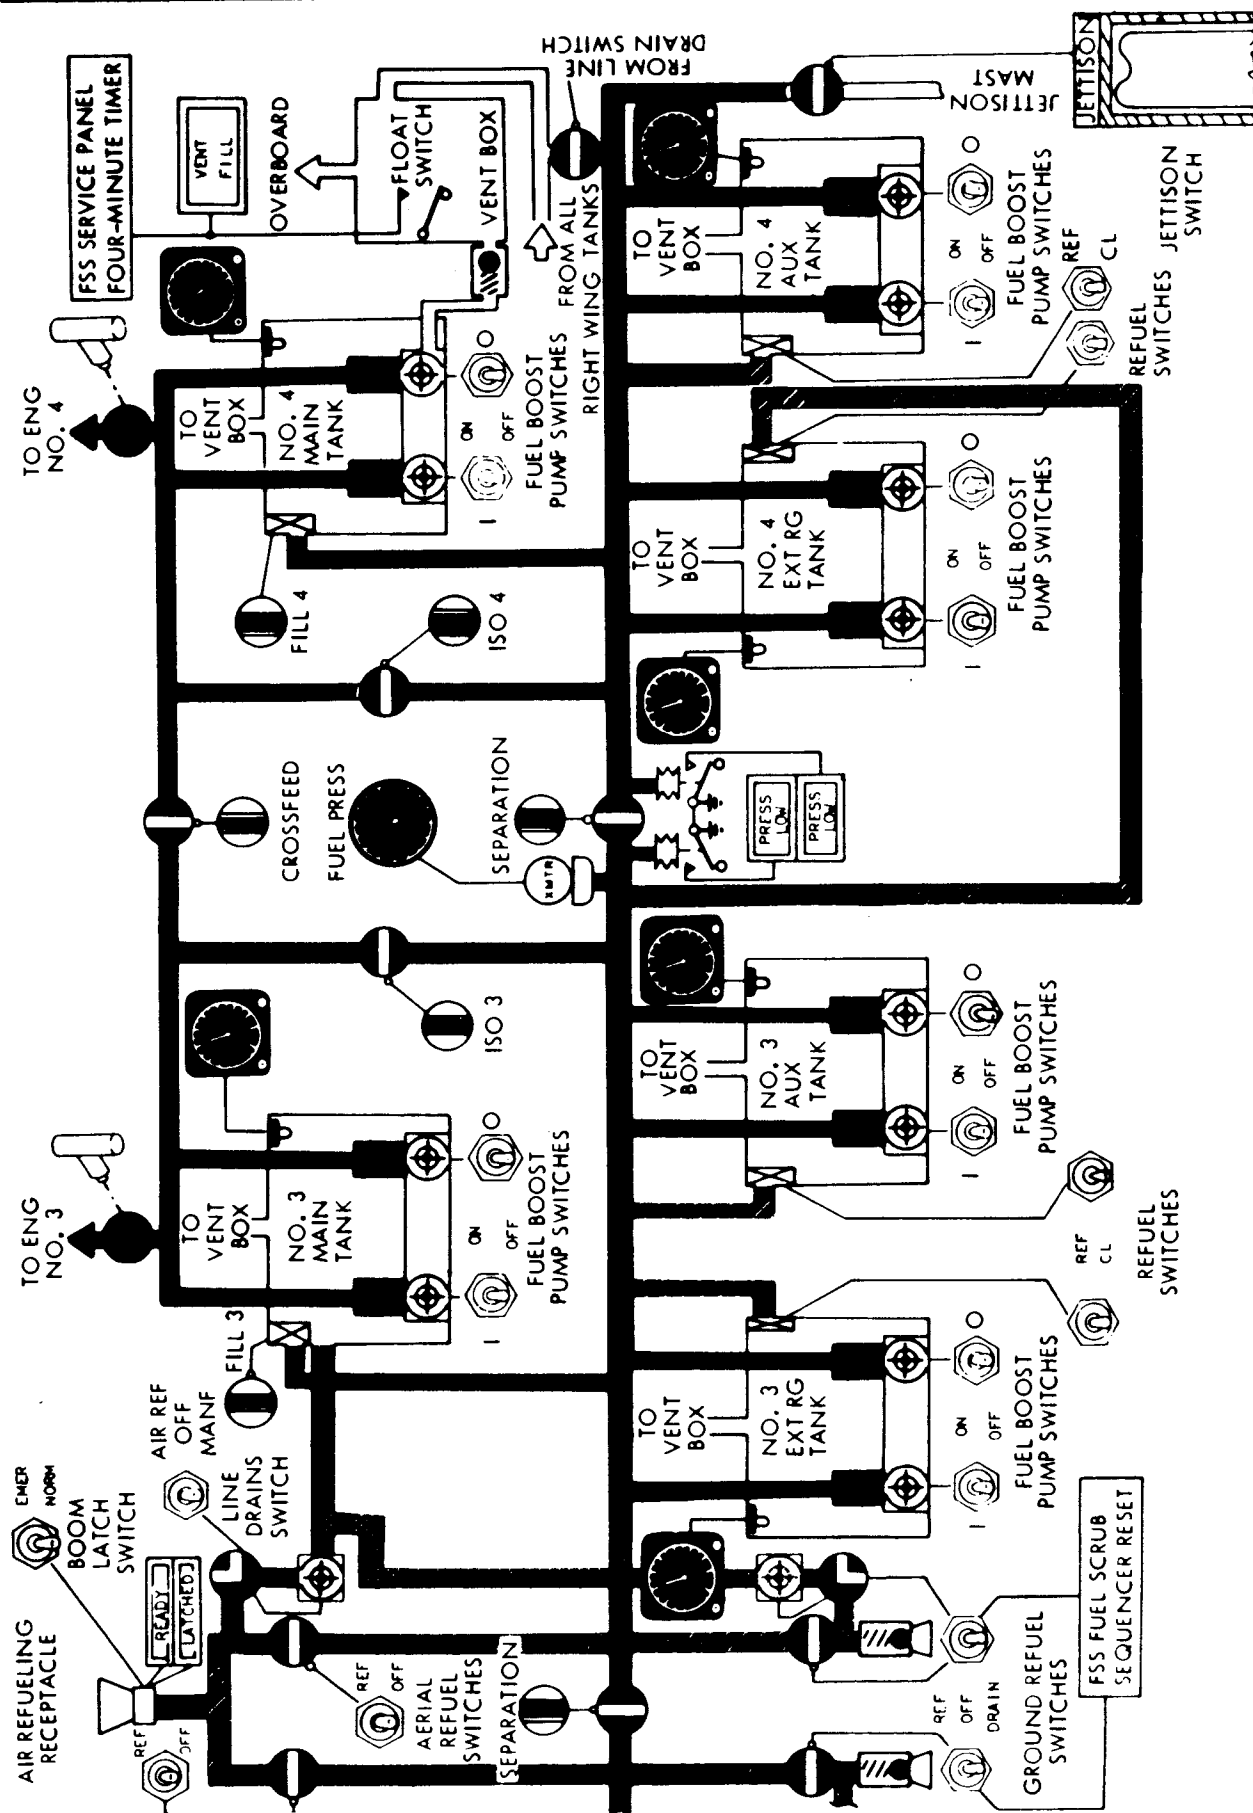 AIR REFUELING
RECEPTACLE
REF
OFF
READY
LATCHED
EMER
NORM
BOOM
LATCH
SWITCH
AIR REF
OFF
MANF
LINE
DRAINS
SWITCH
FILL 3
TO ENG
NO. 3
TO
VENT
BOX
NO. 3
MAIN
TANK
ON
OFF
I
O
FUEL BOOST
PUMP SWITCHES
ISO 3
CROSSFEED
FUEL PRESS
XMTR
SEPARATION
ISO 4
FILL 4
TO ENG
NO. 4
TO
VENT
BOX
NO. 4
MAIN
TANK
ON
OFF
I
O
FUEL BOOST
PUMP SWITCHES
FSS SERVICE PANEL
FOUR-MINUTE TIMER
VENT
FILL
OVERBOARD
FLOAT
SWITCH
VENT BOX
FROM ALL
RIGHT WING TANKS
FROM LINE
DRAIN SWITCH
REF
OFF
AERIAL
REFUEL
SWITCHES
SEPARATION
REF
OFF
DRAIN
GROUND REFUEL
SWITCHES
FSS FUEL SCRUB
SEQUENCER RESET
TO
VENT
BOX
NO. 3
EXT RG
TANK
ON
OFF
I
O
FUEL BOOST
PUMP SWITCHES
REF
CL
REFUEL
SWITCHES
TO
VENT
BOX
NO. 3
AUX
TANK
ON
OFF
I
O
FUEL BOOST
PUMP SWITCHES
PRESS
LOW
PRESS
LOW
TO
VENT
BOX
NO. 4
EXT RG
TANK
ON
OFF
I
O
FUEL BOOST
PUMP SWITCHES
TO
VENT
BOX
NO. 4
AUX
TANK
ON
OFF
I
O
FUEL BOOST
PUMP SWITCHES
REF
CL
REFUEL
SWITCHES
JETTISON
MAST
JETTISON
SWITCH
JETTISON